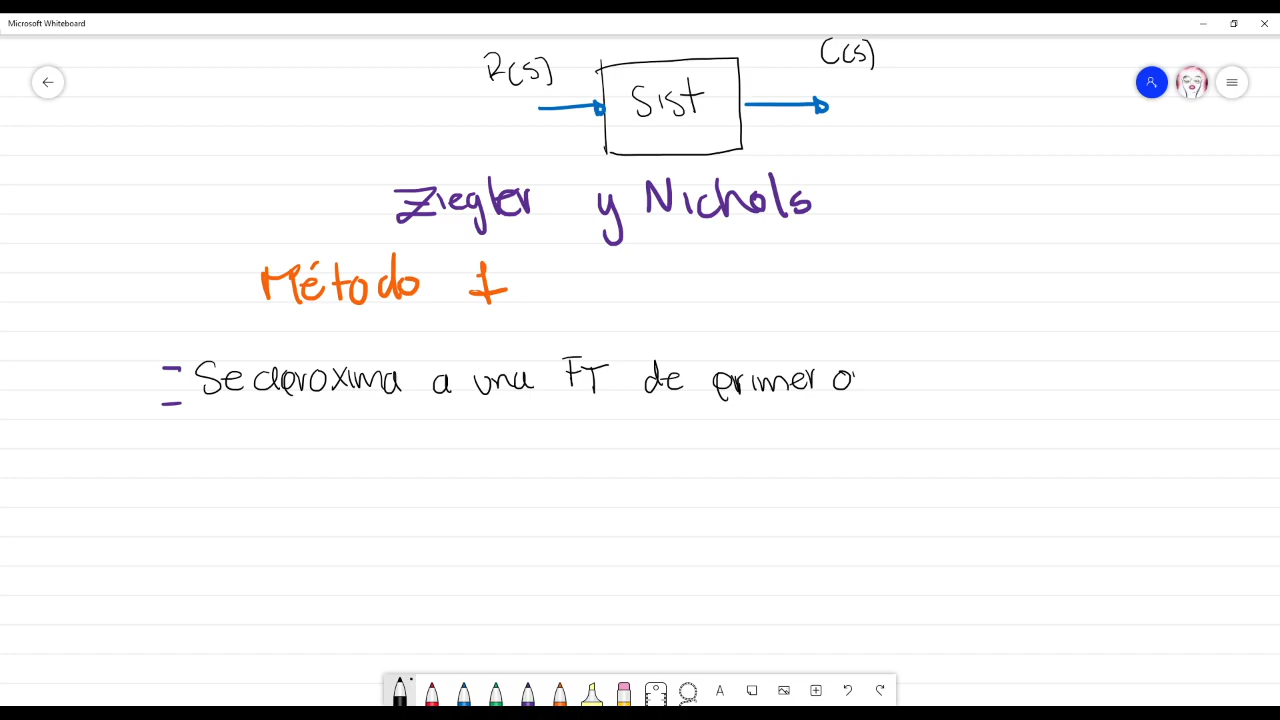 Microsoft Whiteboard
R(s) Sist C(s)
Ziegler y Nichols
Método 1
- Se aproxima a una FT de primer o
-
A